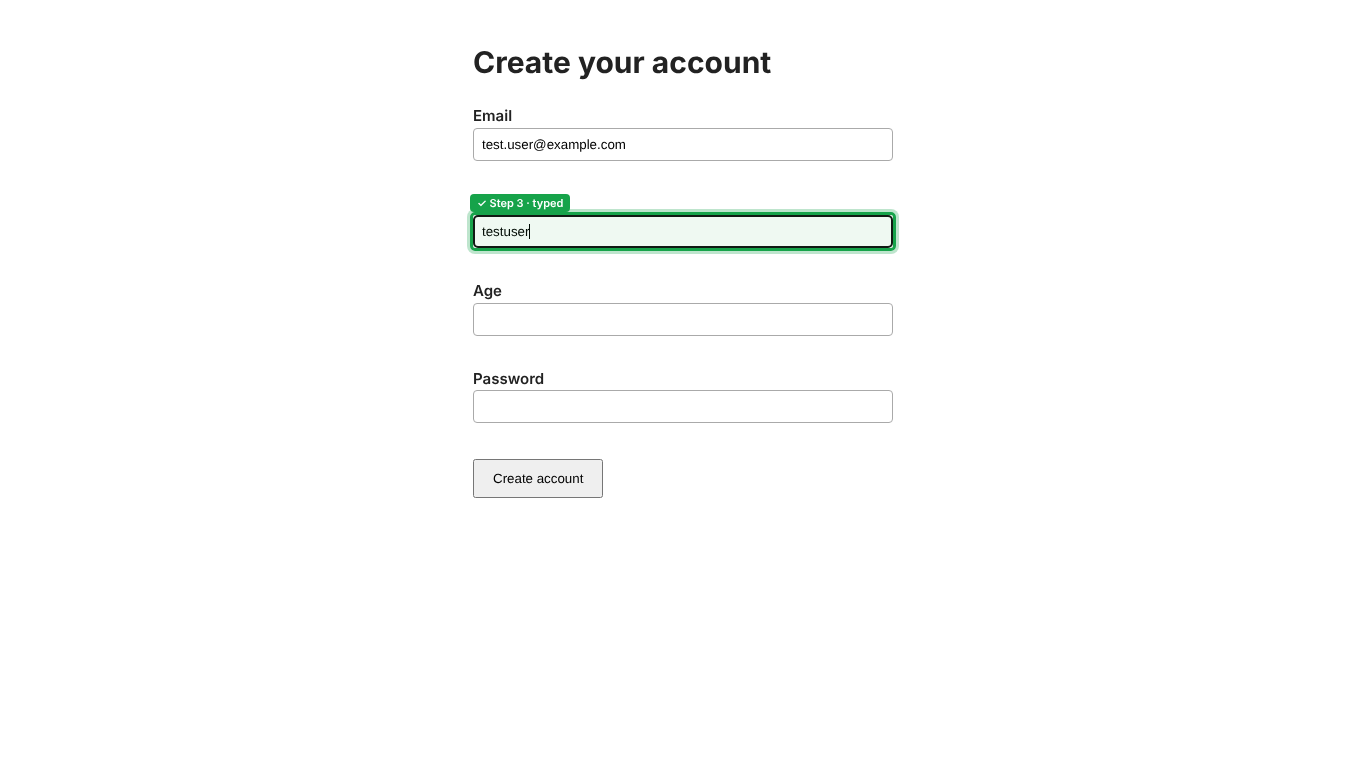 Create your account
Email
test.user@example.com
✓ Step 3 · typed
testuser
Age
Password
Create account